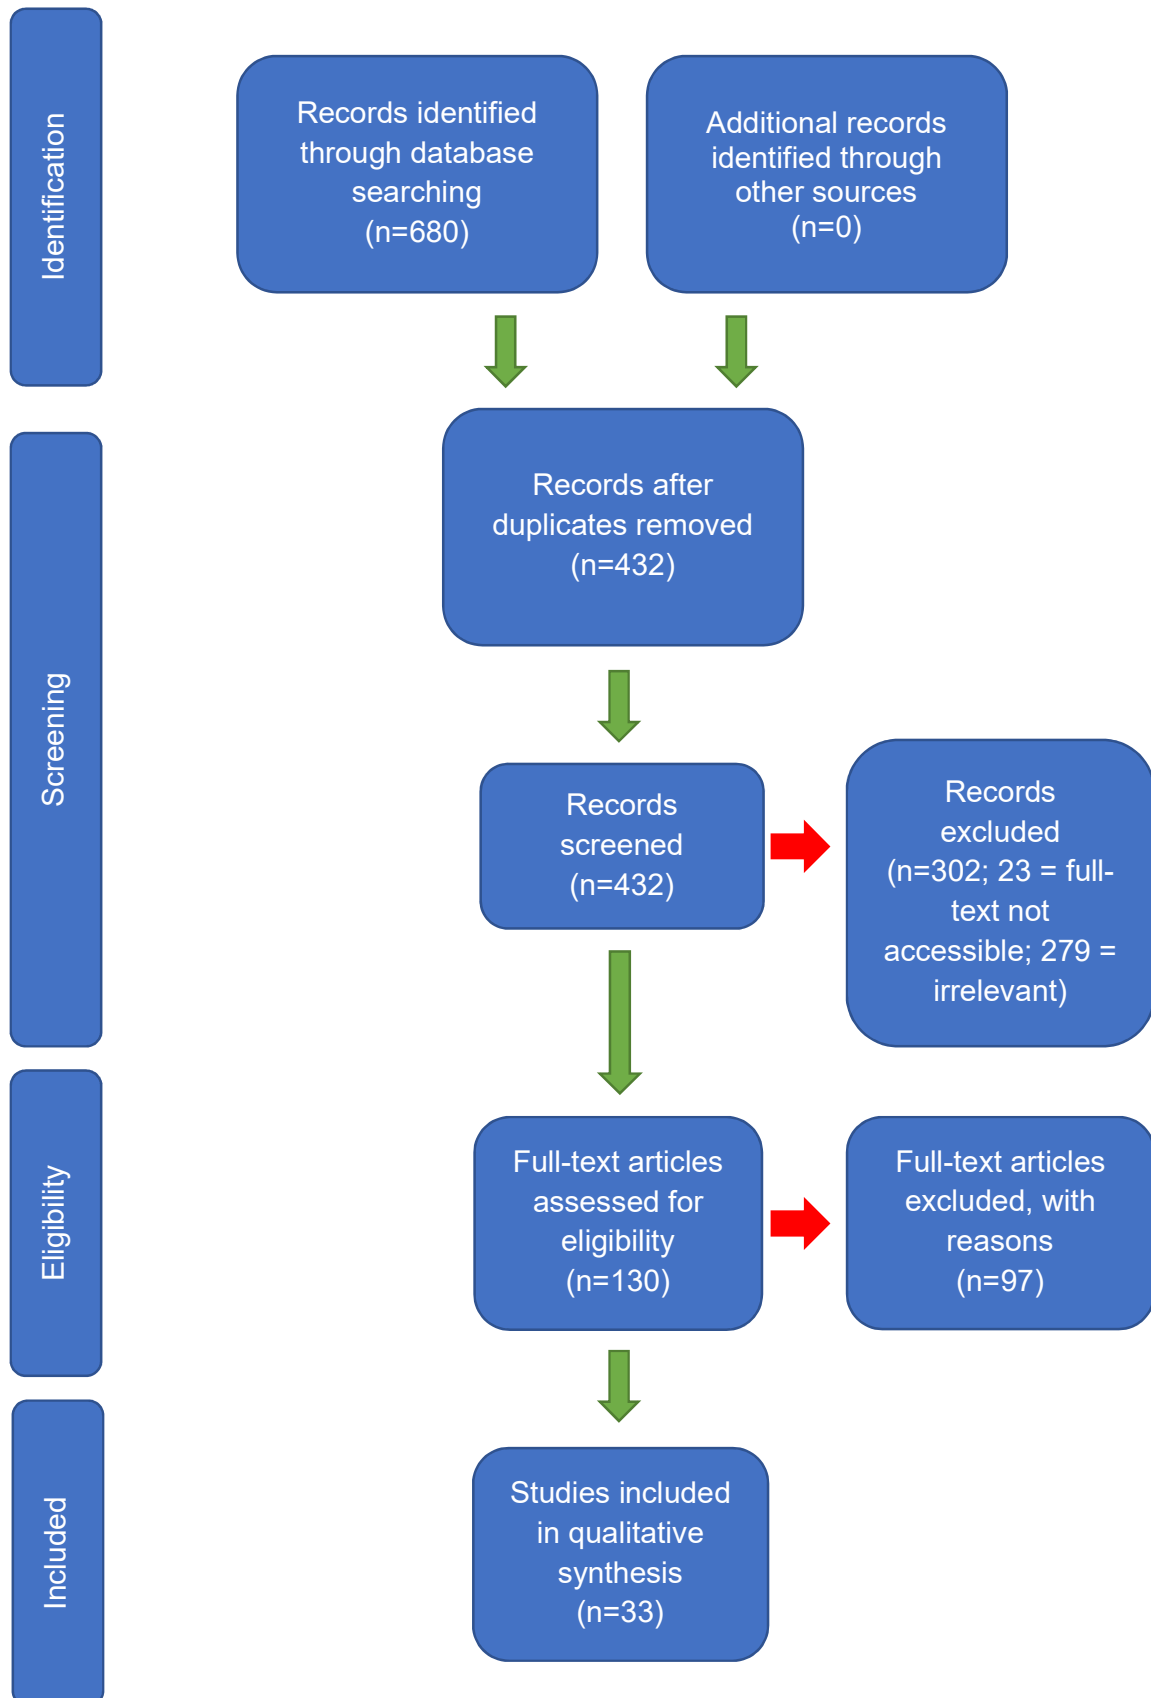 Identification
Records identified
through database
searching
(n=680)
Additional records
identified through
other sources
(n=0)
Screening
Records after
duplicates removed
(n=432)
Records
screened
(n=432)
Records
excluded
(n=302; 23 = full-
text not
accessible; 279 =
irrelevant)
Eligibility
Full-text articles
assessed for
eligibility
(n=130)
Full-text articles
excluded, with
reasons
(n=97)
Included
Studies included
in qualitative
synthesis
(n=33)